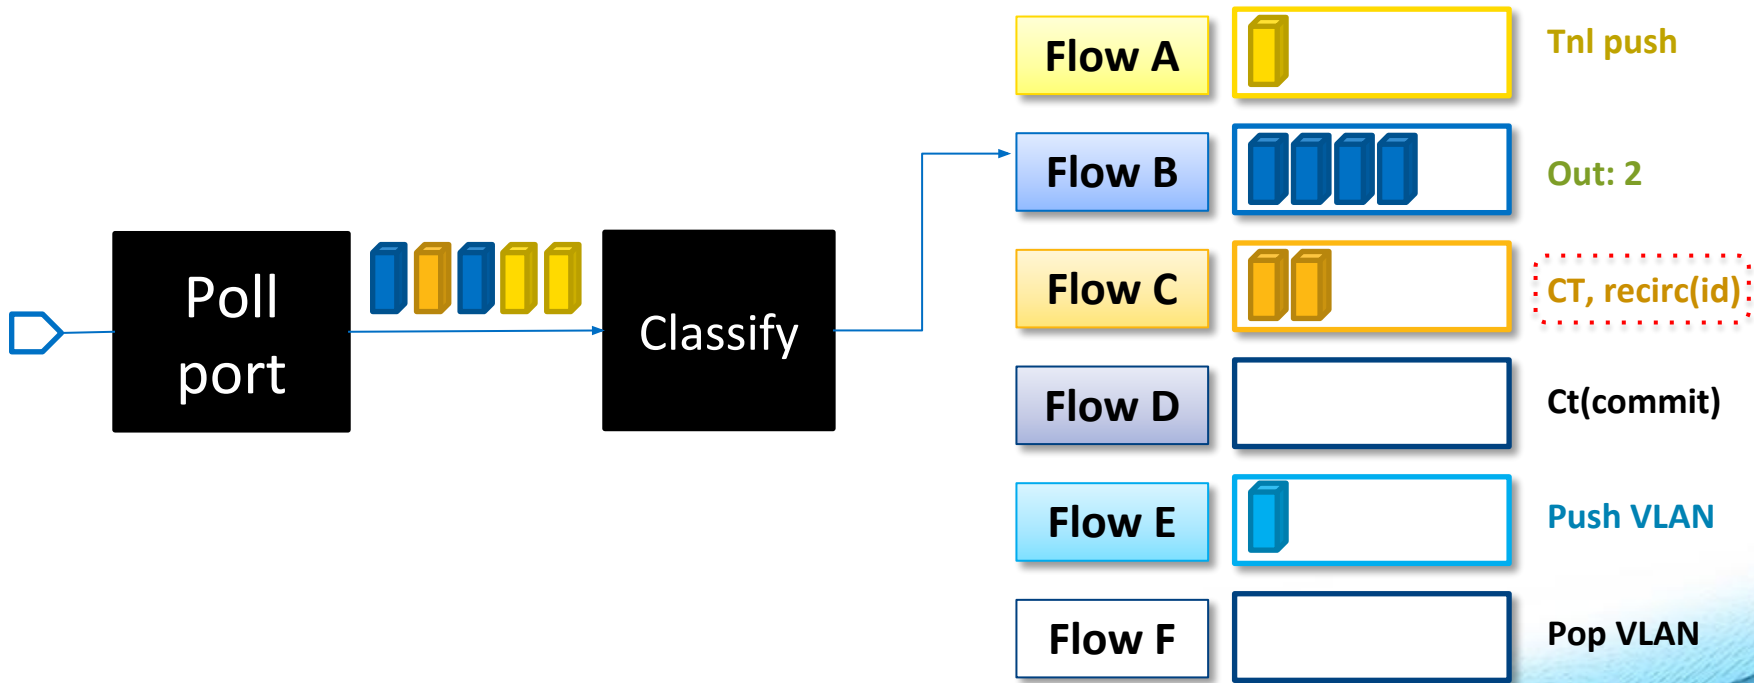 Poll
port
Classify
Flow A
Tnl push
Flow B
Out: 2
Flow C
CT, recirc(id)
Flow D
Ct(commit)
Flow E
Push VLAN
Flow F
Pop VLAN